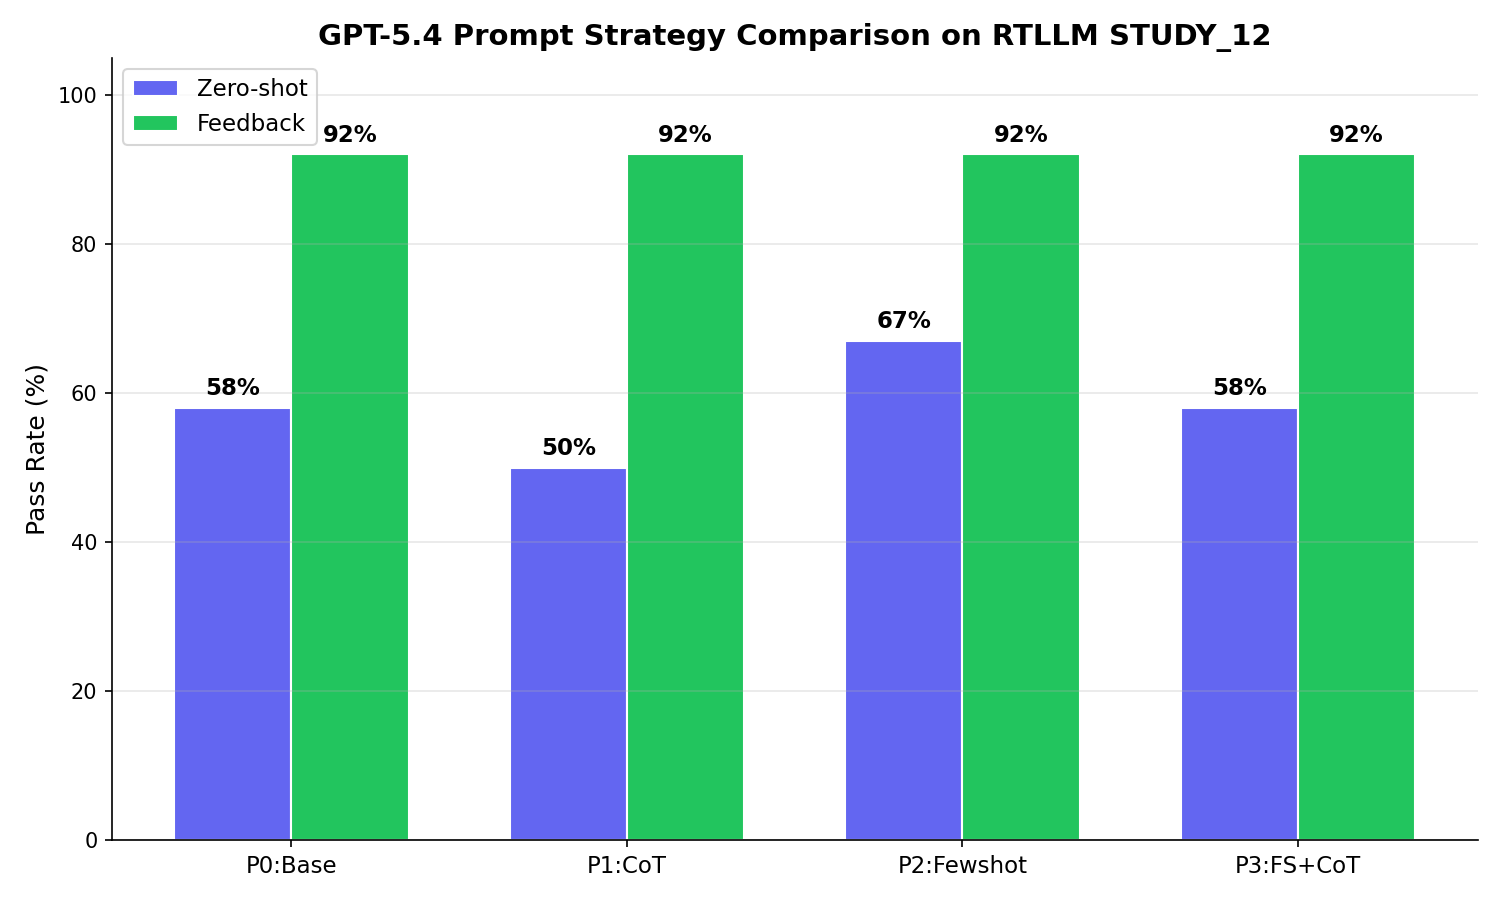 GPT-5.4 Prompt Strategy Comparison on RTLLM STUDY_12
Zero-shot
Feedback
Pass Rate (%)
100
80
60
40
20
0
58%
92%
50%
92%
67%
92%
58%
92%
P0:Base
P1:CoT
P2:Fewshot
P3:FS+CoT